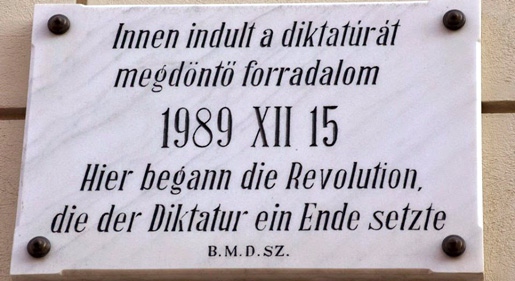 Innen indult a diktatúrát
megdöntő forradalom
1989 XII 15
Hier begann die Revolution,
die der Diktatur ein Ende setzte
B.M.D.SZ.